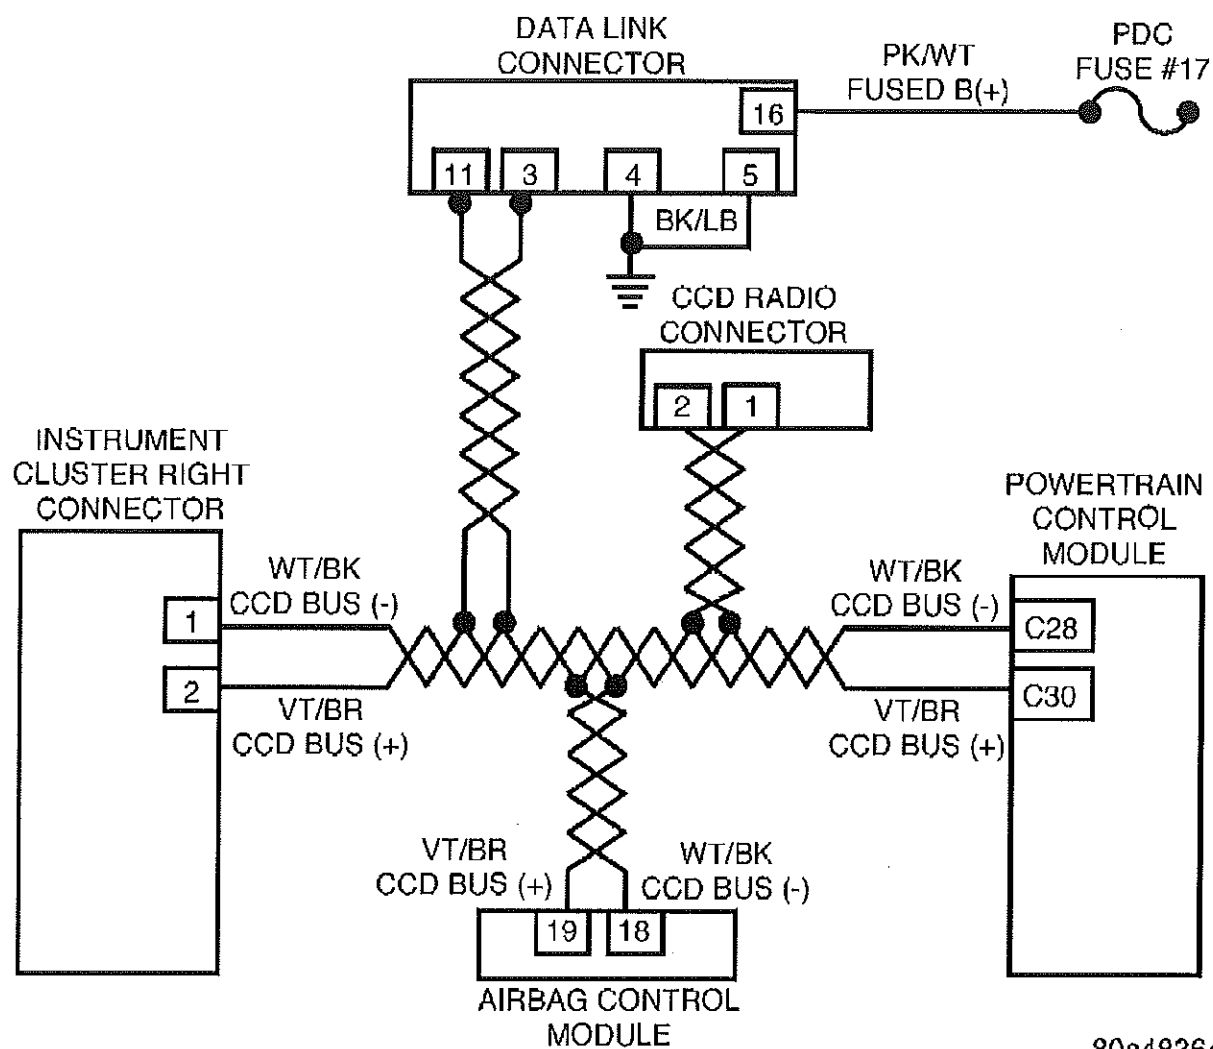 DATA LINK
CONNECTOR
PK/WT
FUSED B(+)
PDC
FUSE #17
16
11
3
4
5
BK/LB
CCD RADIO
CONNECTOR
2
1
INSTRUMENT
CLUSTER RIGHT
CONNECTOR
POWERTRAIN
CONTROL
MODULE
WT/BK
CCD BUS (-)
1
2
VT/BR
CCD BUS (+)
WT/BK
CCD BUS (-)
C28
C30
VT/BR
CCD BUS (+)
VT/BR
CCD BUS (+)
WT/BK
CCD BUS (-)
19
18
AIRBAG CONTROL
MODULE